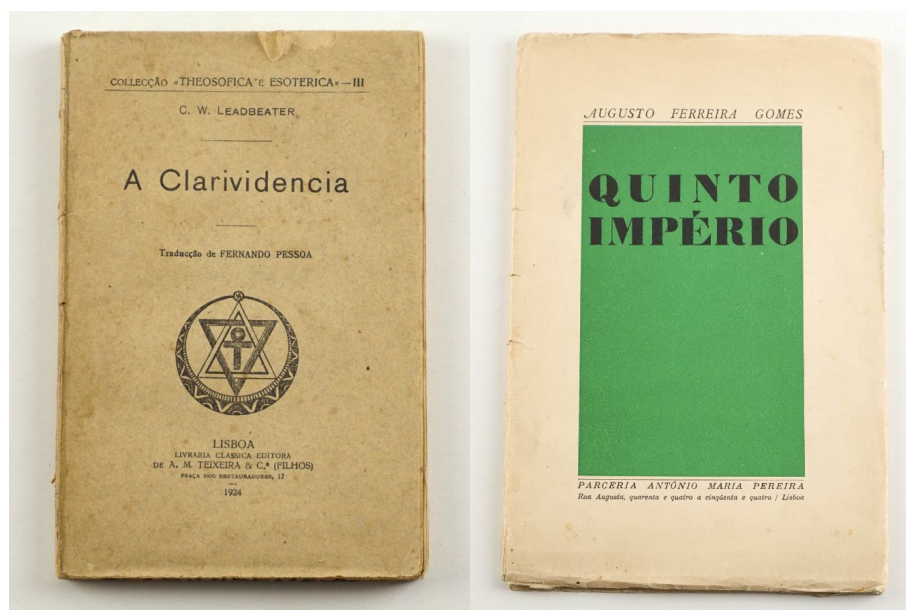 COLLECÇÃO «THEOSOFICA E ESOTERICA»—III
C. W. LEADBEATER
A Clarividencia
Traducção de FERNANDO PESSOA
LISBOA
LIVRARIA CLASSICA EDITORA
DE A. M. TEIXEIRA & C.ª (FILHOS)
PRAÇA DOS RESTAURADORES, 17
1924
AUGUSTO FERREIRA GOMES
QUINTO
IMPÉRIO
PARCERIA ANTÓNIO MARIA PEREIRA
Rua Augusta, quarenta e quatro a cinqüenta e quatro / Lisboa